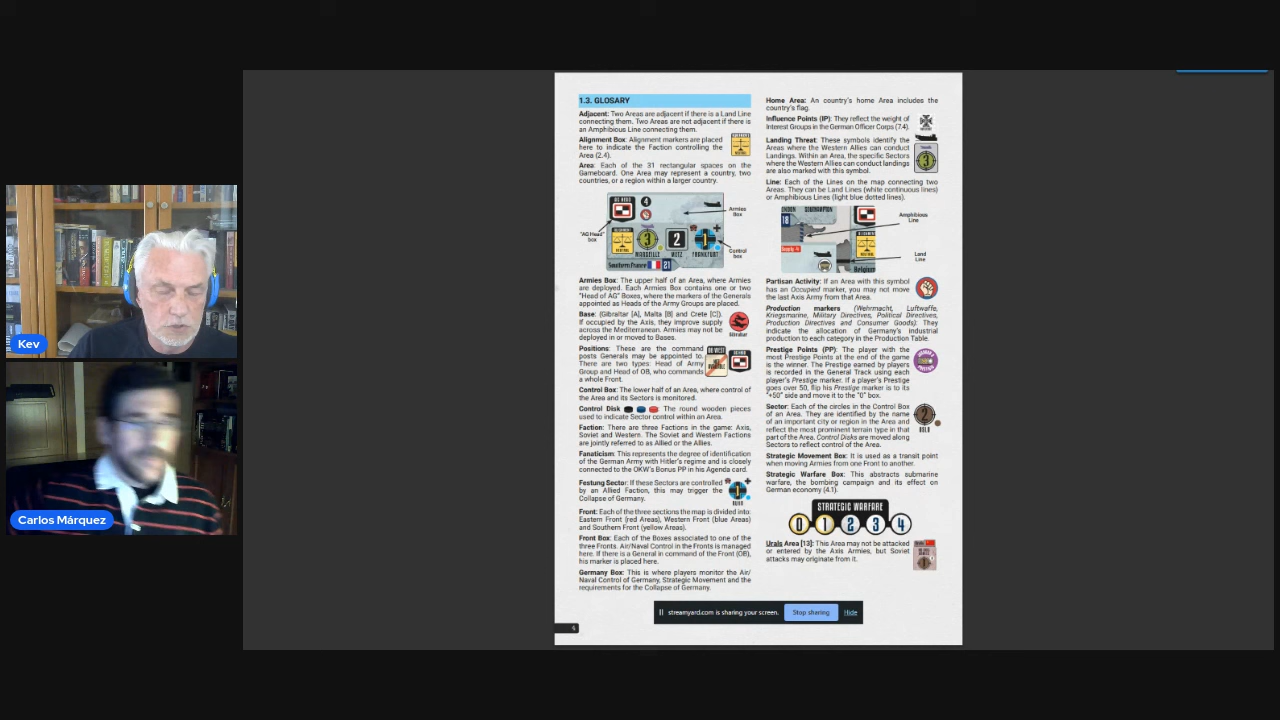 Kev
Carlos Márquez
1.3. GLOSARY
Adjacent: Two Areas are adjacent if there is a Land Line
connecting them. Two Areas are not adjacent if there is
an Amphibious Line connecting them.
Alignment Box: Alignment markers are placed
here to indicate the Faction controlling the
Area (2.4).
Area: Each of the 31 rectangular spaces on the
Gameboard. One Area may represent a country, two
countries, or a region within a larger country.
4
Armies
Box
"AG Head"
box
3
2
MARSEILLE
METZ
FRANKFURT
Control
box
Southern France
21
Armies Box: The upper half of an Area, where Armies
are deployed. Each Armies Box contains one or two
"Head of AG" Boxes, where the markers of the Generals
appointed as Heads of the Army Groups are placed.
Base: (Gibraltar [A], Malta [B] and Crete [C]).
If occupied by the Axis, they improve supply
across the Mediterranean. Armies may not be
deployed in or moved to Bases.
Gibraltar
Positions: These are the command
posts Generals may be appointed to.
There are two types: Head of Army
Group and Head of OB, who commands
a whole Front.
OB WEST
Control Box: The lower half of an Area, where control of
the Area and its Sectors is monitored.
Control Disk The round wooden pieces
used to indicate Sector control within an Area.
Faction: There are three Factions in the game: Axis,
Soviet and Western. The Soviet and Western Factions
are jointly referred to as Allied or the Allies.
Fanaticism: This represents the degree of identification
of the German Army with Hitler's regime and is closely
connected to the OKW's Bonus PP in his Agenda card.
Festung Sector: If these Sectors are controlled
by an Allied Faction, this may trigger the
Collapse of Germany.
Front: Each of the three sections the map is divided into:
Eastern Front (red Areas), Western Front (blue Areas)
and Southern Front (yellow Areas).
Front Box: Each of the Boxes associated to one of the
three Fronts. Air/Naval Control in the Fronts is managed
here. If there is a General in command of the Front (OB),
his marker is placed here.
Germany Box: This is where players monitor the Air/
Naval Control of Germany, Strategic Movement and the
requirements for the Collapse of Germany.
Home Area: An country's home Area includes the
country's flag.
Influence Points (IP): They reflect the weight of
Interest Groups in the German Officer Corps (7.4).
Landing Threat: These symbols identify the
Areas where the Western Allies can conduct
Landings. Within an Area, the specific Sectors
where the Western Allies can conduct landings
are also marked with this symbol.
3
Line: Each of the Lines on the map connecting two
Areas. They can be Land Lines (white continuous lines)
or Amphibious Lines (light blue dotted lines).
SOUTHAMPTON
18
Amphibious
Line
Land
Line
Belgium
Partisan Activity: If an Area with this symbol
has an Occupied marker, you may not move
the last Axis Army from that Area.
Production markers (Wehrmacht, Luftwaffe,
Kriegsmarine, Military Directives, Political Directives,
Production Directives and Consumer Goods): They
indicate the allocation of Germany's industrial
production to each category in the Production Table.
Prestige Points (PP): The player with the
most Prestige Points at the end of the game
is the winner. The Prestige earned by players
is recorded in the General Track using each
player's Prestige marker. If a player's Prestige
goes over 50, flip his Prestige marker is to its
"+50" side and move it to the "0" box.
Sector: Each of the circles in the Control Box
of an Area. They are identified by the name
of an important city or region in the Area and
reflect the most prominent terrain type in that
part of the Area. Control Disks are moved along
Sectors to reflect control of the Area.
2
OSLO
Strategic Movement Box: It is used as a transit point
when moving Armies from one Front to another.
Strategic Warfare Box: This abstracts submarine
warfare, the bombing campaign and its effect on
German economy (4.1).
STRATEGIC WARFARE
0 1 2 3 4
Urals Area [13]: This Area may not be attacked
or entered by the Axis Armies, but Soviet
attacks may originate from it.
streamyard.com is sharing your screen.
Stop sharing
Hide